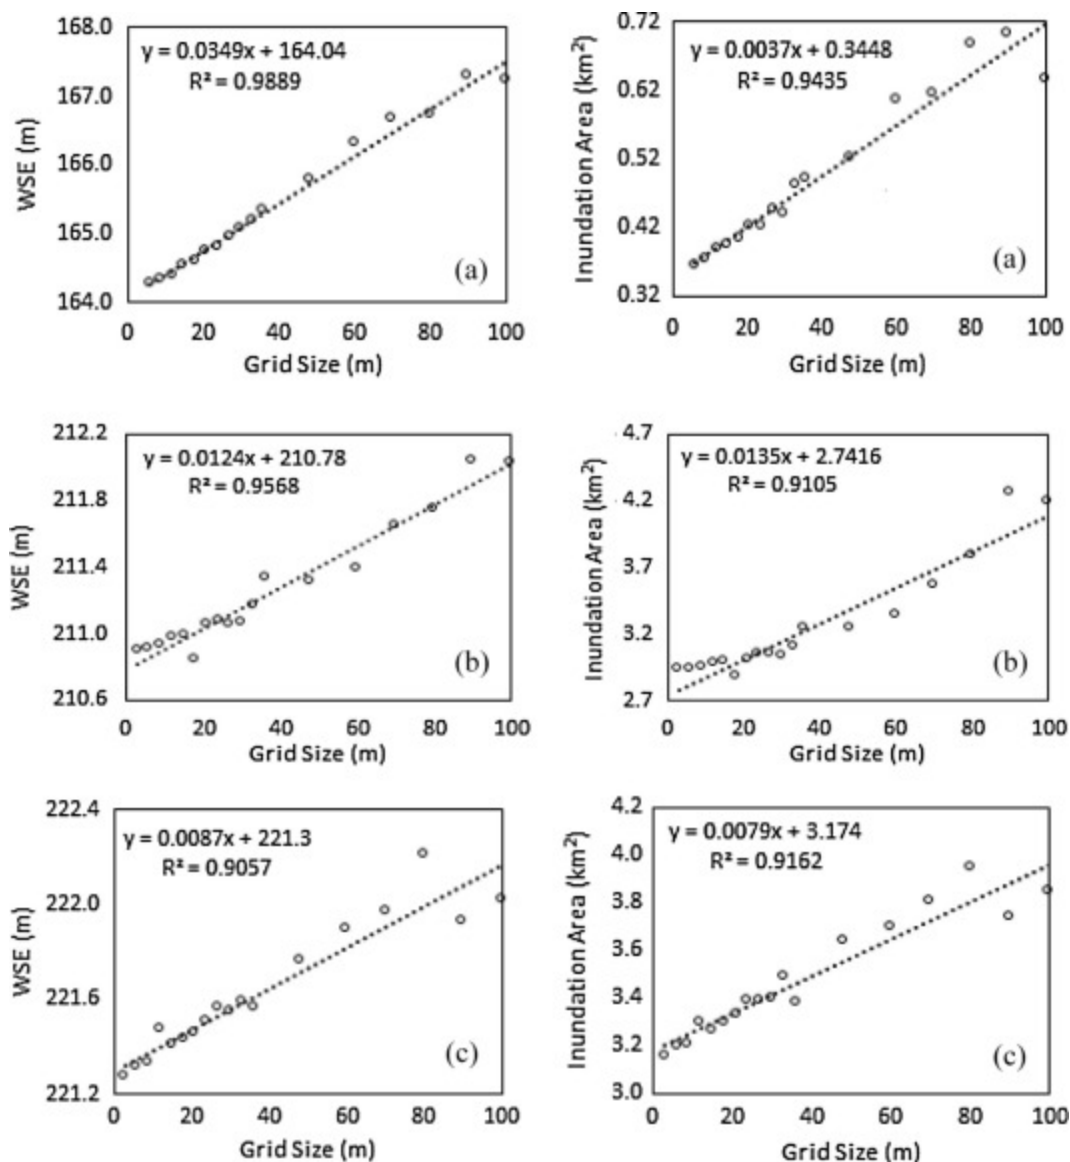 168.0
167.0
166.0
165.0
164.0
WSE (m)
y = 0.0349x + 164.04
R² = 0.9889
(a)
0 20 40 60 80 100
Grid Size (m)
0.72
0.62
0.52
0.42
0.32
Inundation Area (km²)
y = 0.0037x + 0.3448
R² = 0.9435
(a)
0 20 40 60 80 100
Grid Size (m)
212.2
211.8
211.4
211.0
210.6
WSE (m)
y = 0.0124x + 210.78
R² = 0.9568
(b)
0 20 40 60 80 100
Grid Size (m)
4.7
4.2
3.7
3.2
2.7
Inundation Area (km²)
y = 0.0135x + 2.7416
R² = 0.9105
(b)
0 20 40 60 80 100
Grid Size (m)
222.4
222.0
221.6
221.2
WSE (m)
y = 0.0087x + 221.3
R² = 0.9057
(c)
0 20 40 60 80 100
Grid Size (m)
4.2
4.0
3.8
3.6
3.4
3.2
3.0
Inundation Area (km²)
y = 0.0079x + 3.174
R² = 0.9162
(c)
0 20 40 60 80 100
Grid Size (m)